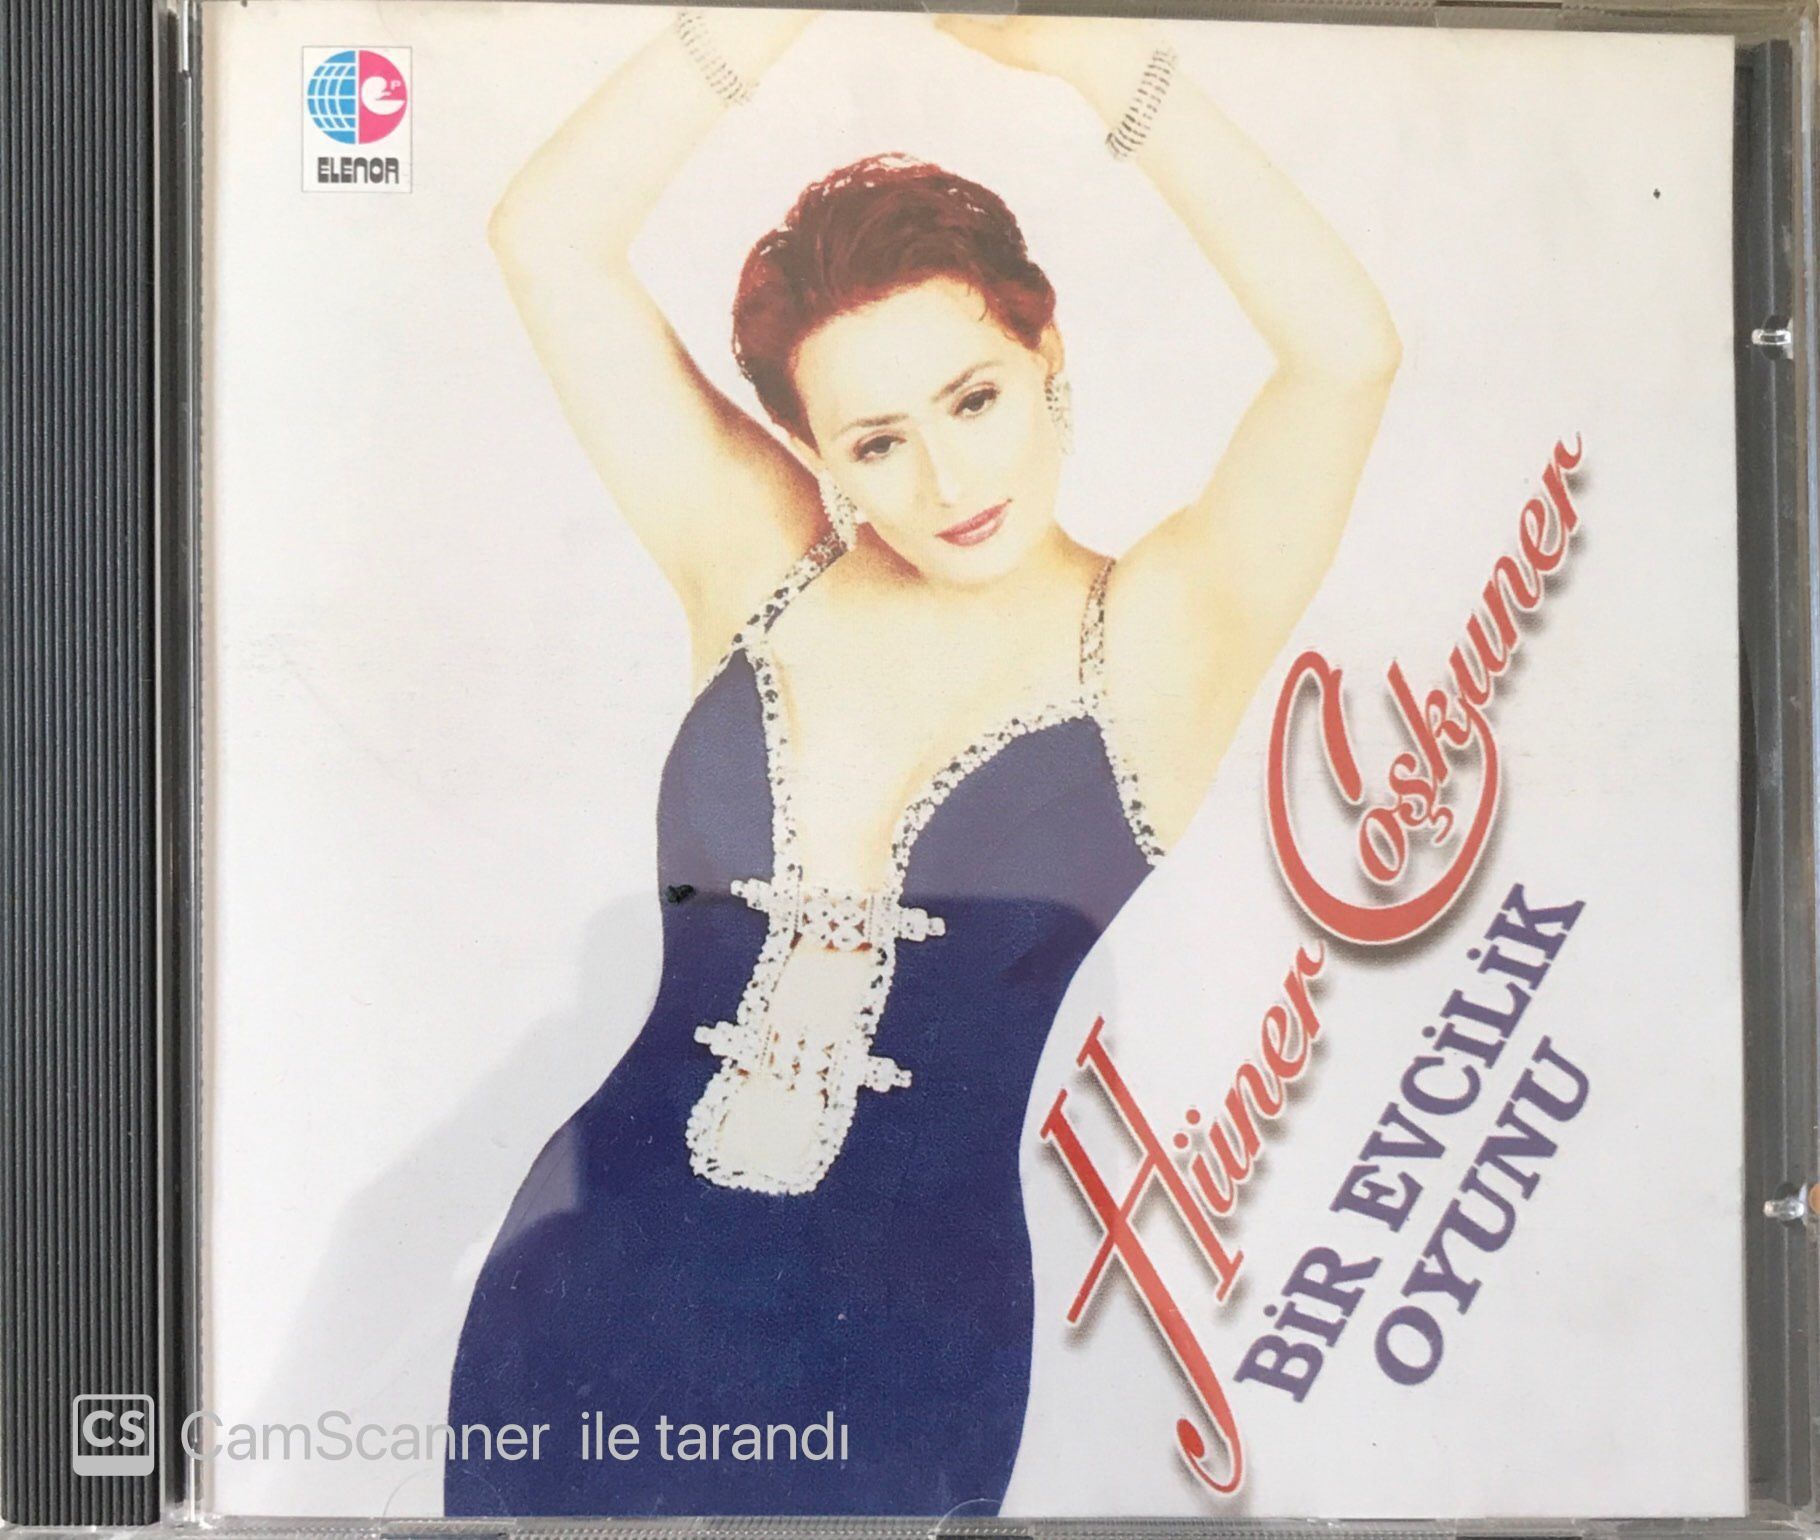 ELENOR
Hüner Coşkuner
BİR EVCİLİK
OYUNU
CS CamScanner ile tarandı